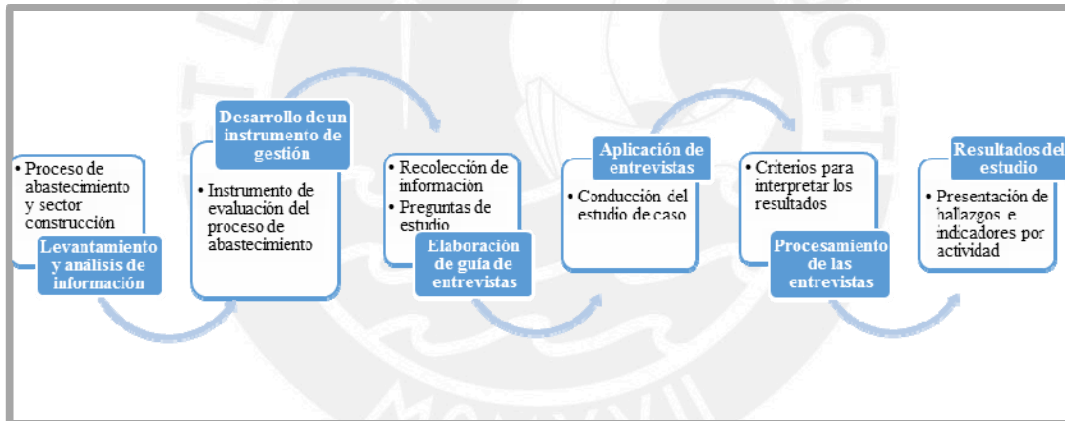 • Proceso de
abastecimiento
y sector
construcción
Levantamiento
y análisis de
información
Desarrollo de un
instrumento de
gestión
• Instrumento de
evaluación del
proceso de
abastecimiento
• Recolección de
información
• Preguntas de
estudio
Elaboración
de guía de
entrevistas
Aplicación de
entrevistas
• Conducción del
estudio de caso
• Criterios para
interpretar los
resultados
Procesamiento
de las
entrevistas
Resultados del
estudio
• Presentación de
hallazgos e
indicadores por
actividad